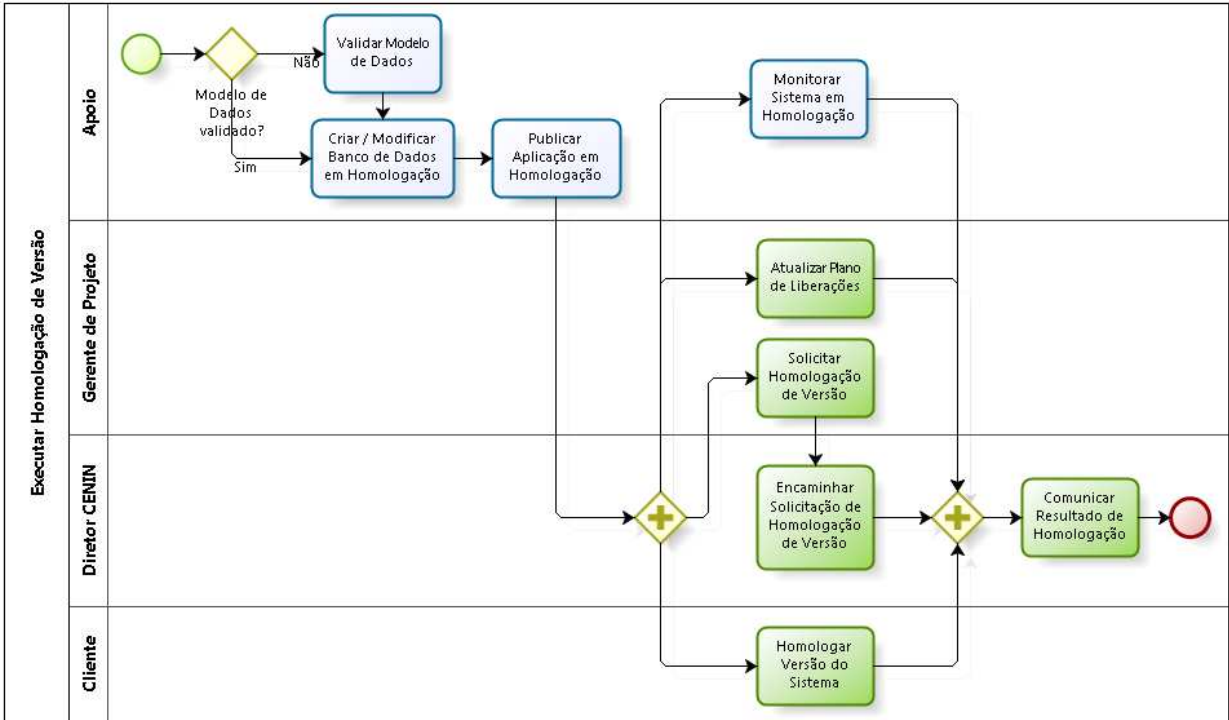 Executar Homologação de Versão
Apoio
Não
Modelo de
Dados
validado?
Sim
Validar Modelo
de Dados
Criar / Modificar
Banco de Dados
em Homologação
Publicar
Aplicação em
Homologação
Monitorar
Sistema em
Homologação
Gerente de Projeto
Atualizar Plano
de Liberações
Solicitar
Homologação
de Versão
Diretor CENIN
Encaminhar
Solicitação de
Homologação
de Versão
Comunicar
Resultado de
Homologação
Cliente
Homologar
Versão do
Sistema